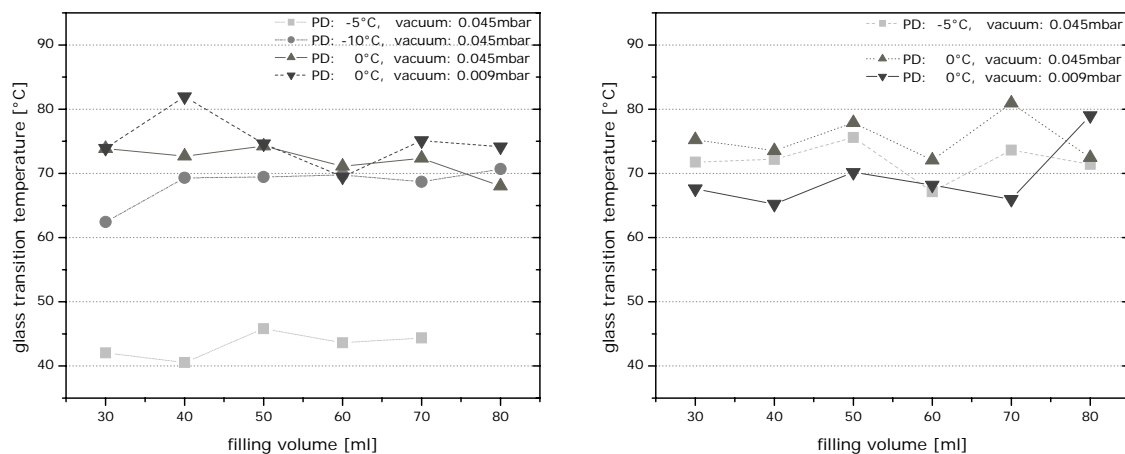 PD: -5°C, vacuum: 0.045mbar
PD: -10°C, vacuum: 0.045mbar
PD: 0°C, vacuum: 0.045mbar
PD: 0°C, vacuum: 0.009mbar
glass transition temperature [°C]
90
80
70
60
50
40
30 40 50 60 70 80
filling volume [ml]
PD: -5°C, vacuum: 0.045mbar
PD: 0°C, vacuum: 0.045mbar
PD: 0°C, vacuum: 0.009mbar
glass transition temperature [°C]
90
80
70
60
50
40
30 40 50 60 70 80
filling volume [ml]